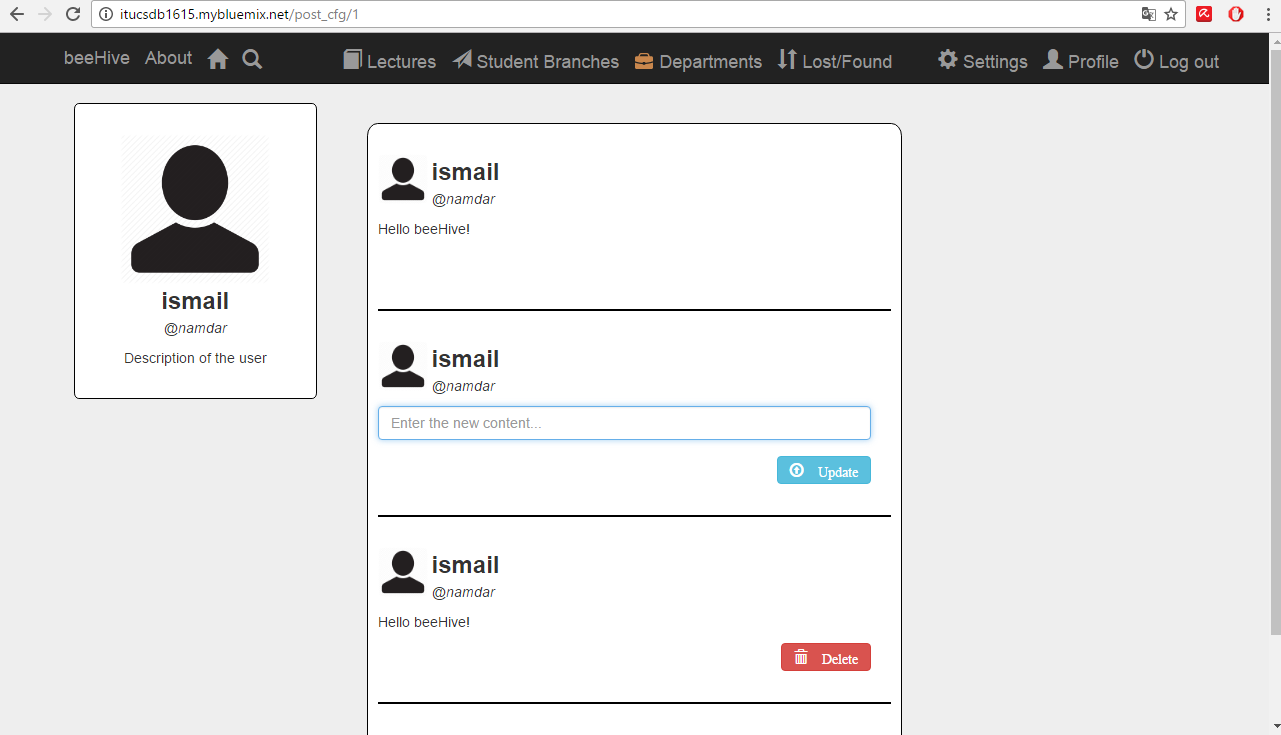 itucsdb1615.mybluemix.net/post_cfg/1
beeHive About Lectures Student Branches Departments Lost/Found Settings Profile Log out
ismail
@namdar
Description of the user
ismail
@namdar
Hello beeHive!
ismail
@namdar
Enter the new content...
Update
ismail
@namdar
Hello beeHive!
Delete